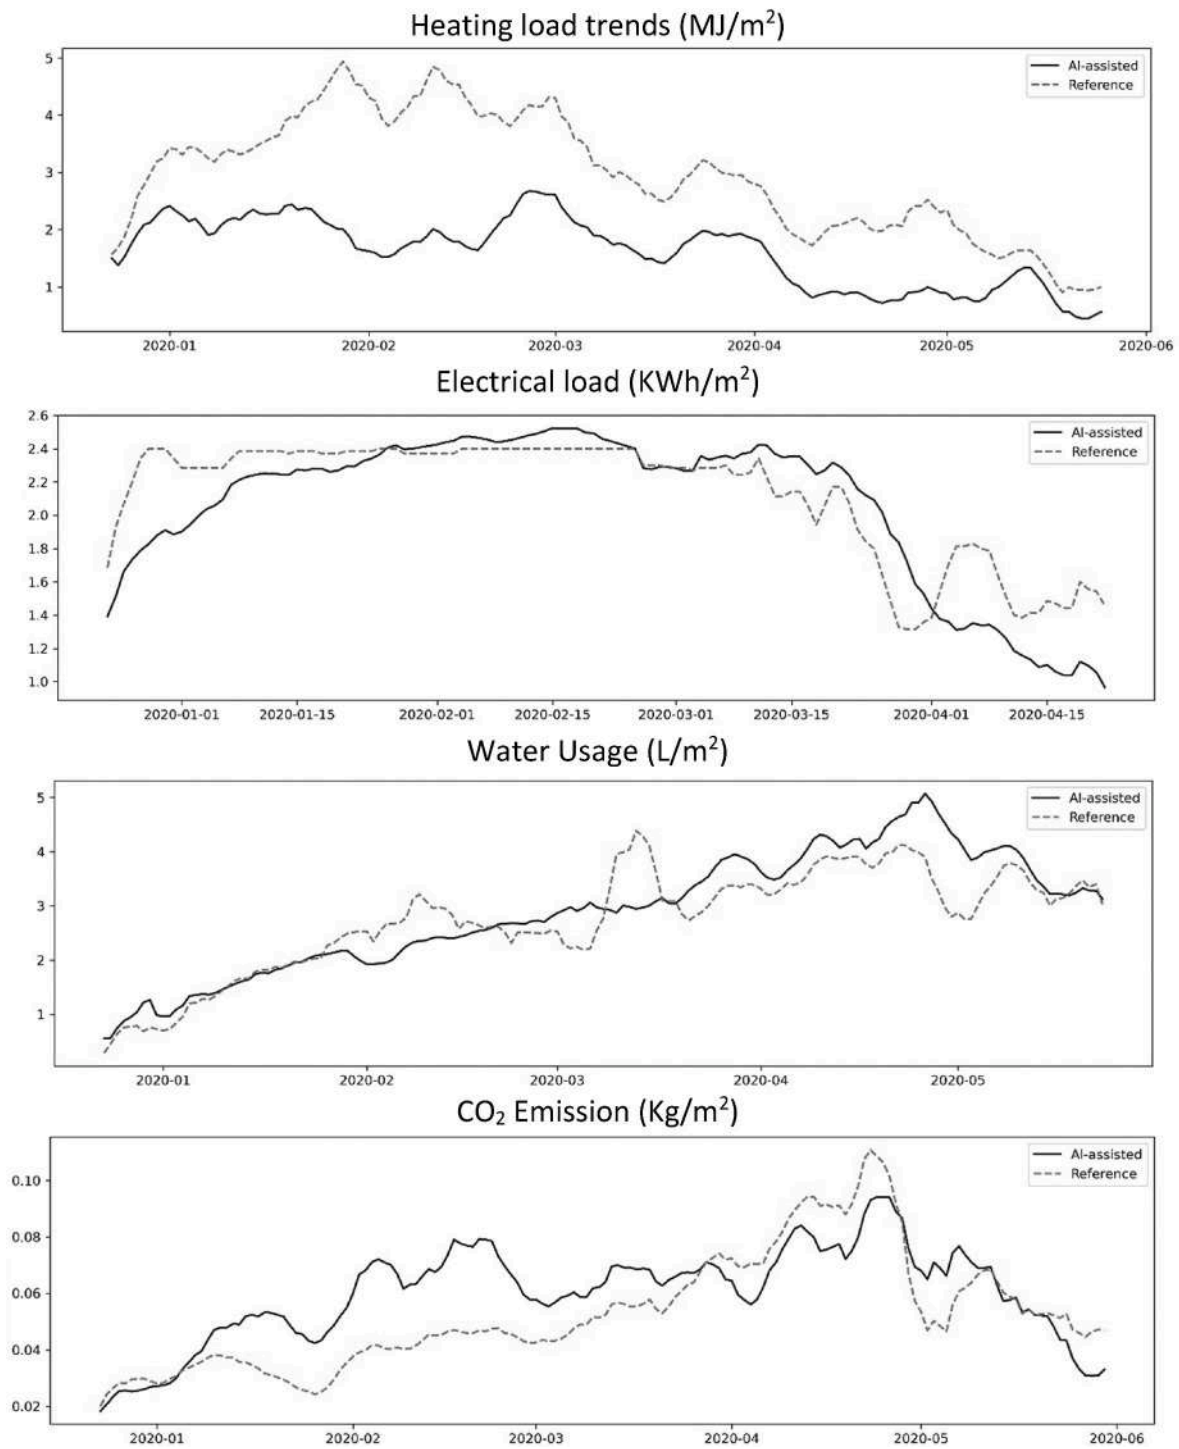 Heating load trends (MJ/m²)
AI-assisted
Reference
5
4
3
2
1
2020-01 2020-02 2020-03 2020-04 2020-05 2020-06
Electrical load (KWh/m²)
AI-assisted
Reference
2.6
2.4
2.2
2.0
1.8
1.6
1.4
1.2
1.0
2020-01-01 2020-01-15 2020-02-01 2020-02-15 2020-03-01 2020-03-15 2020-04-01 2020-04-15
Water Usage (L/m²)
AI-assisted
Reference
5
4
3
2
1
2020-01 2020-02 2020-03 2020-04 2020-05
CO₂ Emission (Kg/m²)
AI-assisted
Reference
0.10
0.08
0.06
0.04
0.02
2020-01 2020-02 2020-03 2020-04 2020-05 2020-06